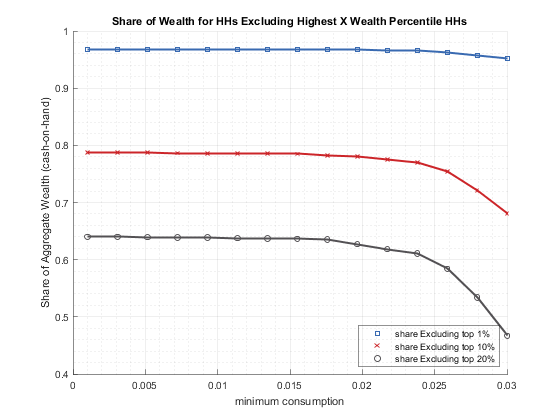 Share of Wealth for HHs Excluding Highest X Wealth Percentile HHs
Share of Aggregate Wealth (cash-on-hand)
1
0.9
0.8
0.7
0.6
0.5
0.4
share Excluding top 1%
share Excluding top 10%
share Excluding top 20%
0 0.005 0.01 0.015 0.02 0.025 0.03
minimum consumption